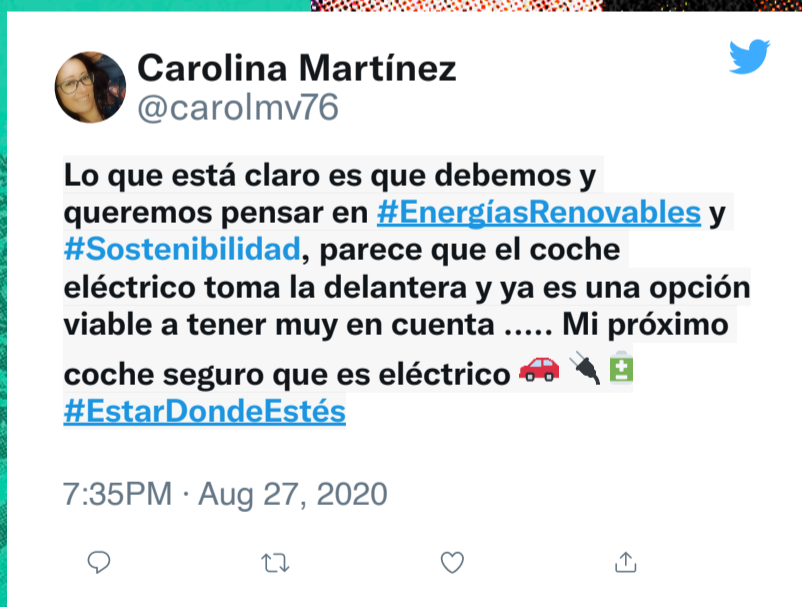 Carolina Martínez
@carolmv76
Lo que está claro es que debemos y
queremos pensar en #EnergíasRenovables y
#Sostenibilidad, parece que el coche
eléctrico toma la delantera y ya es una opción
viable a tener muy en cuenta ..... Mi próximo
coche seguro que es eléctrico 🚗 🔌 🔋
#EstarDondeEstés
7:35PM · Aug 27, 2020